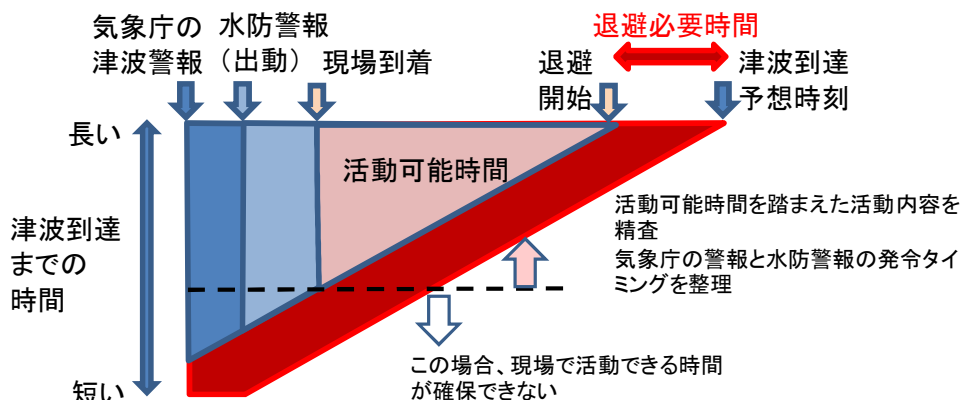 気象庁の
津波警報
水防警報
（出動）
現場到着
退避
開始
退避必要時間
津波到達
予想時刻
長い
津波到達
までの
時間
短い
活動可能時間
活動可能時間を踏まえた活動内容を
精査
気象庁の警報と水防警報の発令タイ
ミングを整理
この場合、現場で活動できる時間
が確保できない